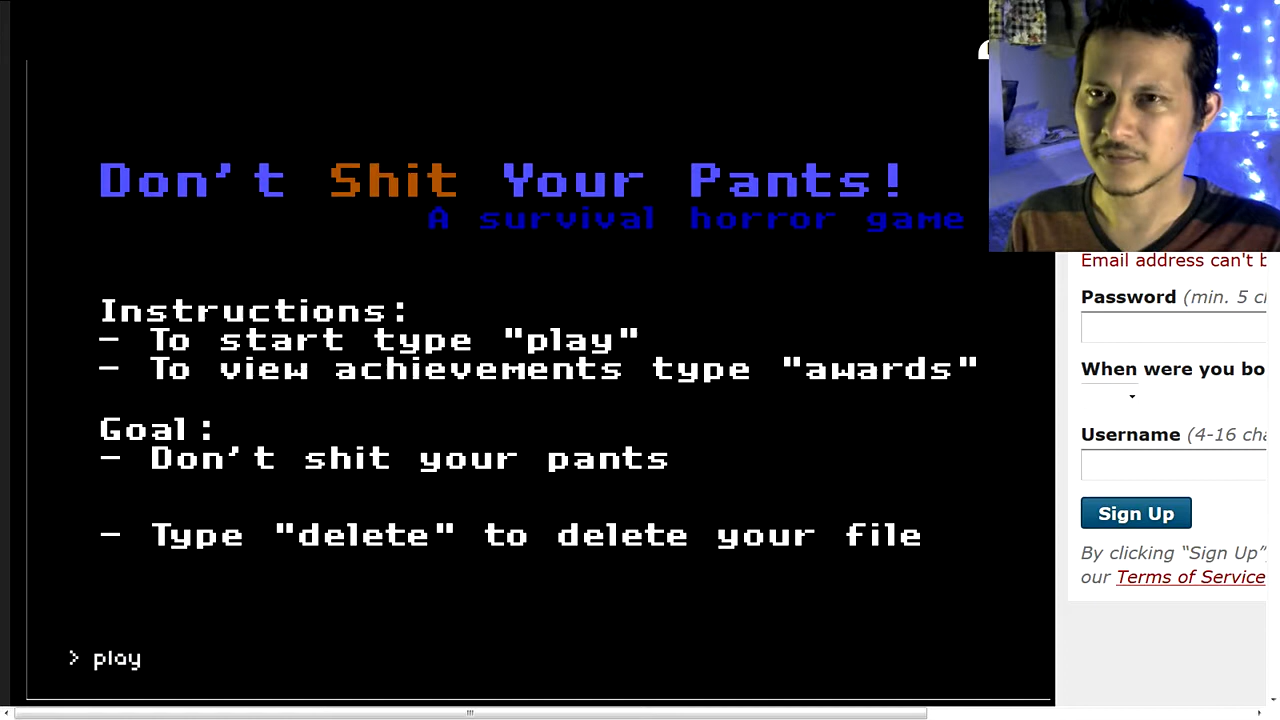 Don't Shit Your Pants!
A survival horror game
Instructions:
- To start type "play"
- To view achievements type "awards"
Goal:
- Don't shit your pants
- Type "delete" to delete your file
> play
Email address can't b
Password (min. 5 c
When were you bo
Username (4-16 cha
Sign Up
By clicking “Sign Up”,
our Terms of Service